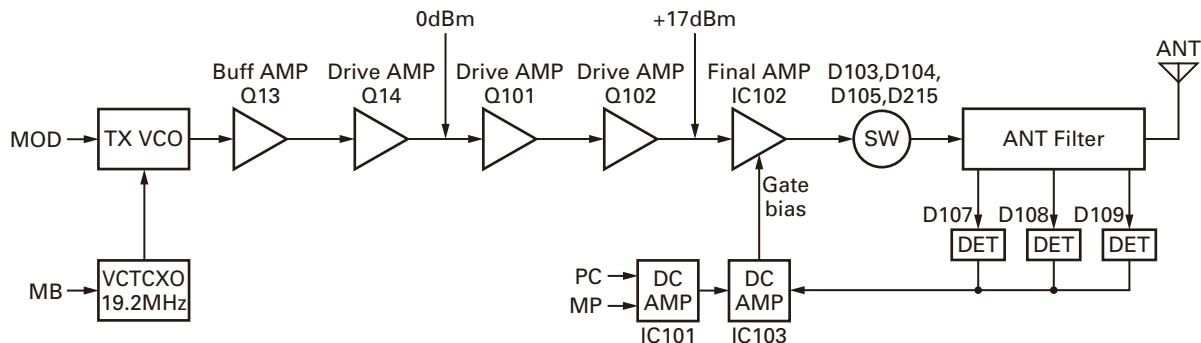 0dBm
+17dBm
ANT
Buff AMP
Q13
Drive AMP
Q14
Drive AMP
Q101
Drive AMP
Q102
Final AMP
IC102
D103,D104,
D105,D215
MOD
TX VCO
SW
ANT Filter
Gate
bias
D107
D108
D109
DET
DET
DET
MB
VCTCXO
19.2MHz
PC
MP
DC
AMP
IC101
DC
AMP
IC103